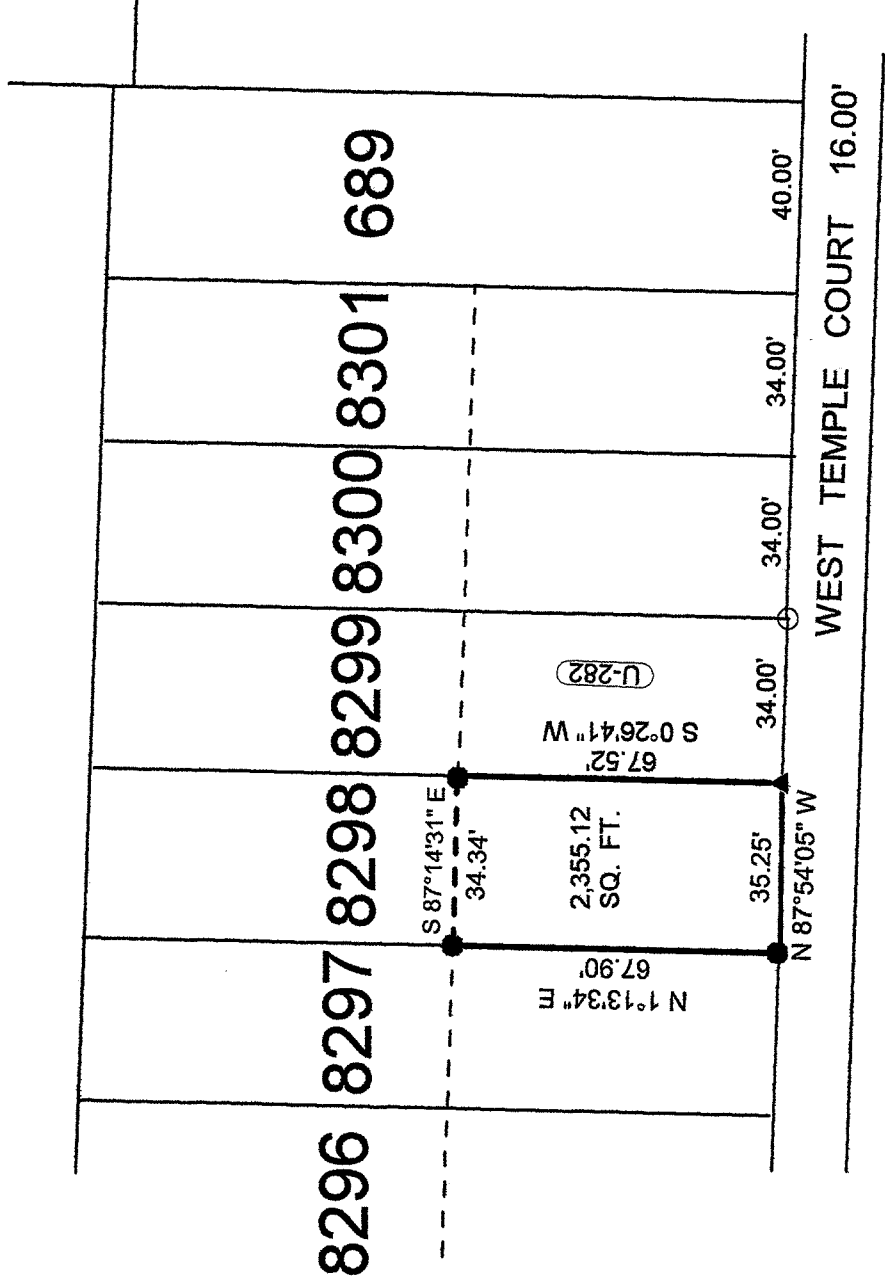 8296 8297 8298 8299 8300 8301 689
S 87°14'31" E
34.34'
N 1°13'34" E
67.90'
2,355.12
SQ. FT.
S 0°26'41" W
67.52'
U-282
35.25'
N 87°54'05" W
34.00'
34.00'
34.00'
40.00'
WEST TEMPLE COURT 16.00'